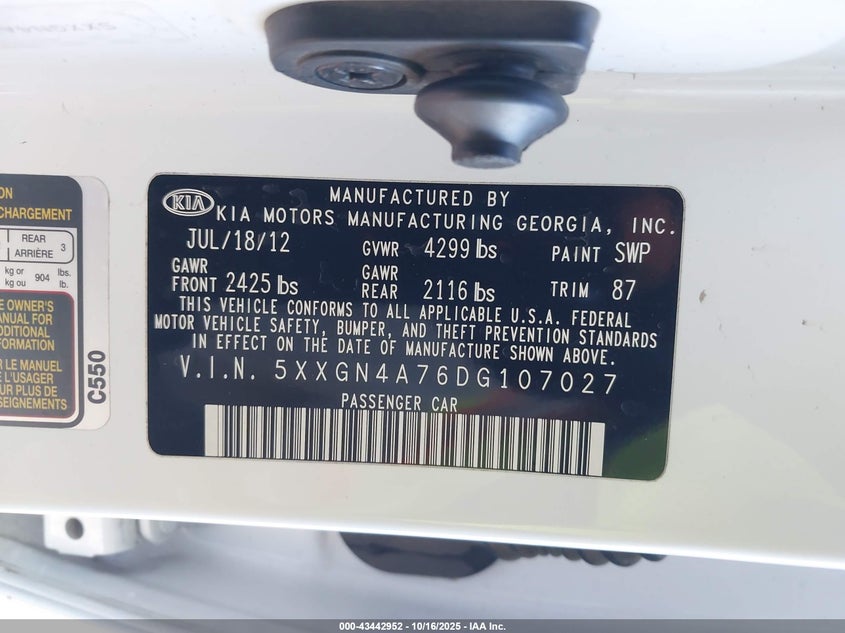 ON
CHARGEMENT
REAR 3
ARRIÈRE
kg or 904 lbs.
kg ou lb.
E OWNER'S
MANUAL FOR
ADDITIONAL
INFORMATION
R LE MANUEL
L'USAGER
R PLUS DE
SEIGNEMENTS
C550
KIA
MANUFACTURED BY
KIA MOTORS MANUFACTURING GEORGIA, INC.
JUL/18/12 GVWR 4299 lbs PAINT SWP
GAWR FRONT 2425 lbs GAWR REAR 2116 lbs TRIM 87
THIS VEHICLE CONFORMS TO ALL APPLICABLE U.S.A. FEDERAL
MOTOR VEHICLE SAFETY, BUMPER, AND THEFT PREVENTION STANDARDS
IN EFFECT ON THE DATE OF MANUFACTURE SHOWN ABOVE.
V.I.N. 5XXGN4A76DG107027
PASSENGER CAR
000-43442952 - 10/16/2025 - IAA Inc.